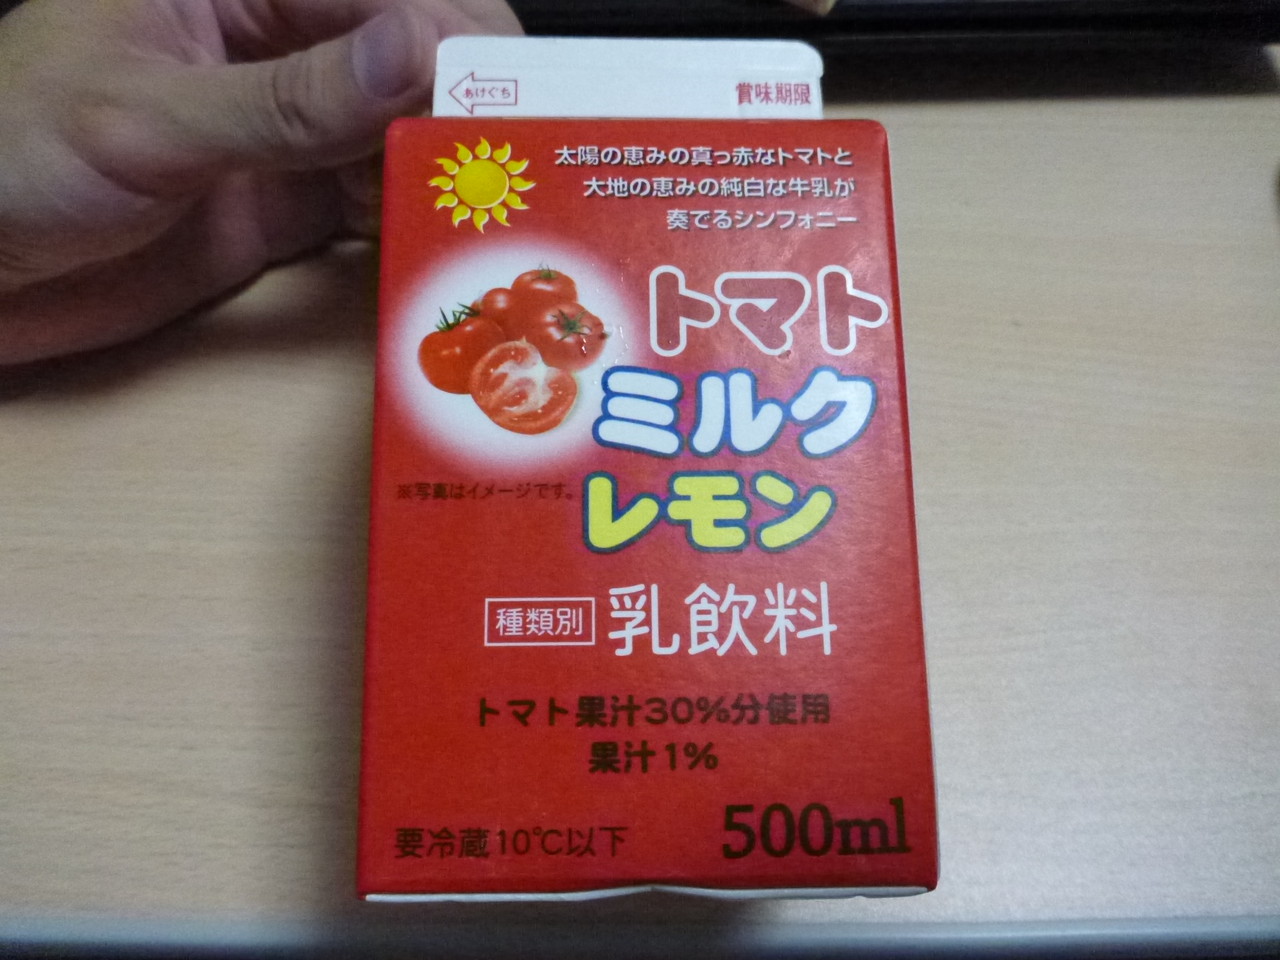 あけぐち
賞味期限
太陽の恵みの真っ赤なトマトと
大地の恵みの純白な牛乳が
奏でるシンフォニー
トマト
ミルク
レモン
※写真はイメージです。
種類別 乳飲料
トマト果汁30%分使用
果汁1%
要冷蔵10℃以下
500ml